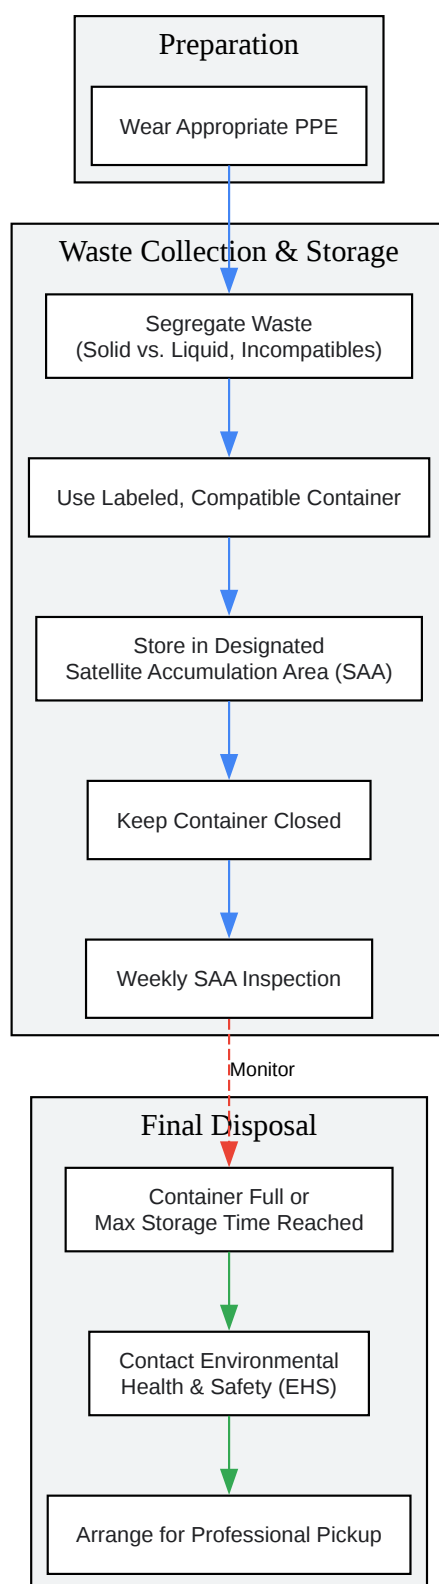 Preparation
Wear Appropriate PPE
Waste Collection & Storage
Segregate Waste
(Solid vs. Liquid, Incompatibles)
Use Labeled, Compatible Container
Store in Designated
Satellite Accumulation Area (SAA)
Keep Container Closed
Weekly SAA Inspection
Monitor
Final Disposal
Container Full or
Max Storage Time Reached
Contact Environmental
Health & Safety (EHS)
Arrange for Professional Pickup